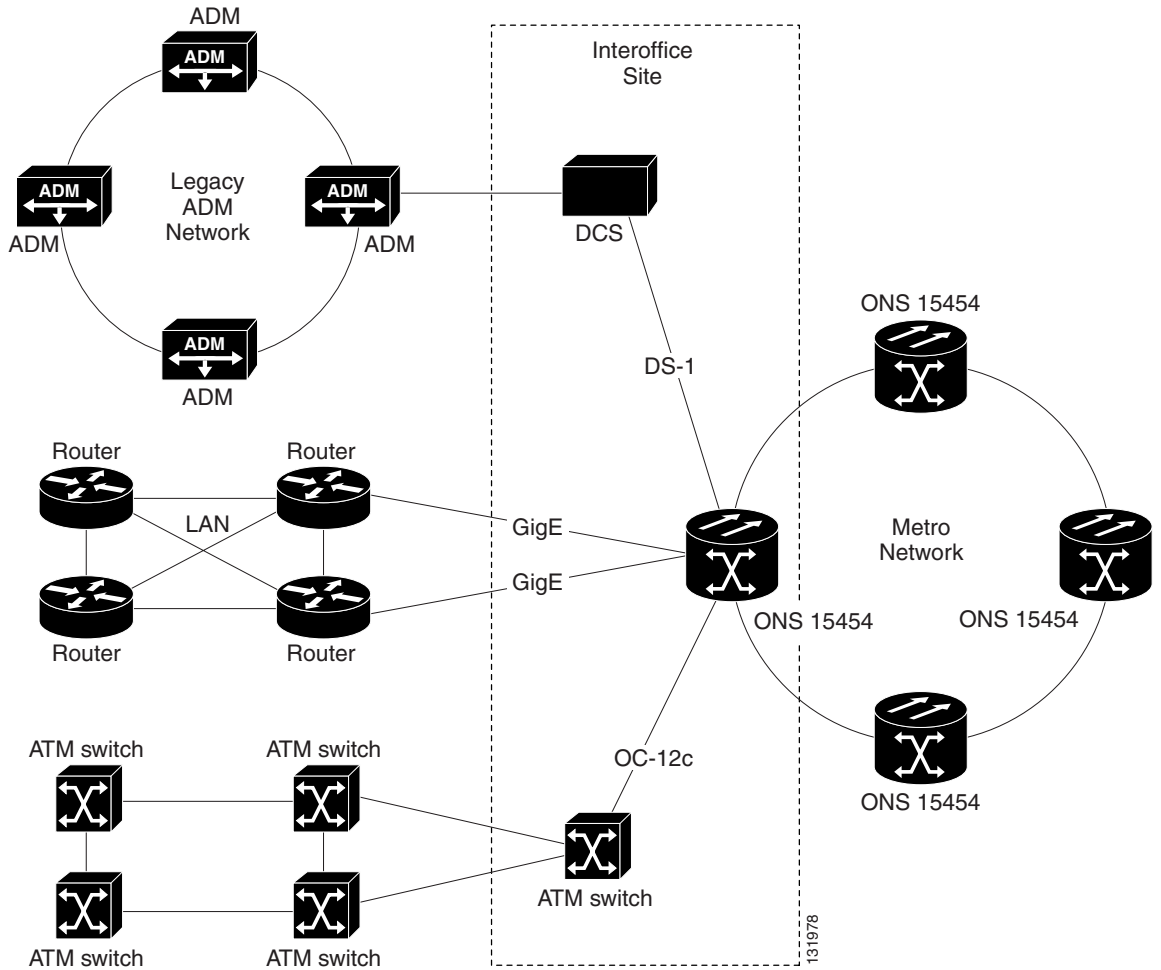 ADM
ADM
Interoffice
Site
ADM
Legacy
ADM
Network
ADM
ADM
ADM
DCS
ADM
ADM
DS-1
ONS 15454
Router
Router
LAN
GigE
GigE
Router
Router
Metro
Network
ONS 15454
ONS 15454
ATM switch
ATM switch
OC-12c
ONS 15454
ATM switch
ATM switch
ATM switch
131978